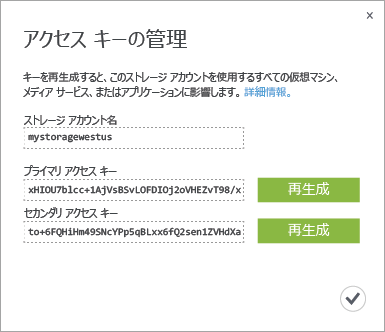 アクセス キーの管理
キーを再生成すると、このストレージ アカウントを使用するすべての仮想マシン、
メディア サービス、またはアプリケーションに影響します。 詳細情報。
ストレージ アカウント名
mystoragewestus
プライマリ アクセス キー
xHIOU7blcc+1AjVsBSvLOFDIOj2oVHEZvT98/x 再生成
セカンダリ アクセス キー
to+6FQHiHm49SNcYPp5qBLxx6fQ2sen1ZVHdXa 再生成